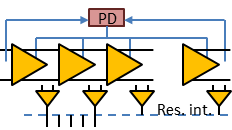 PD
Res. int.